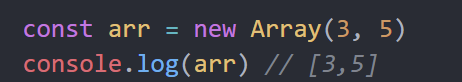 const arr = new Array(3, 5)
console.log(arr) // [3,5]